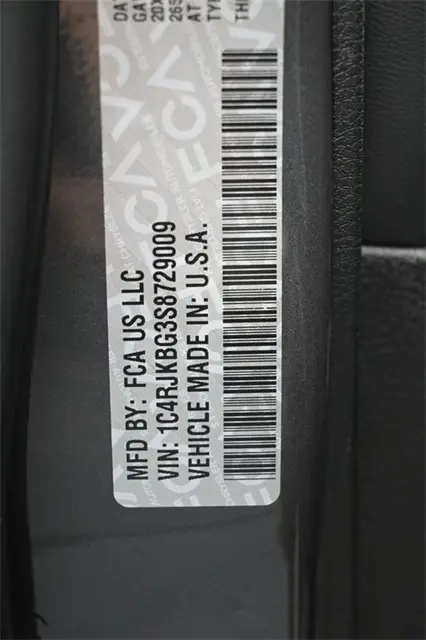 MFD BY: FCA US LLC
VIN: 1C4RJKBG3S8729009
VEHICLE MADE IN: U.S.A.